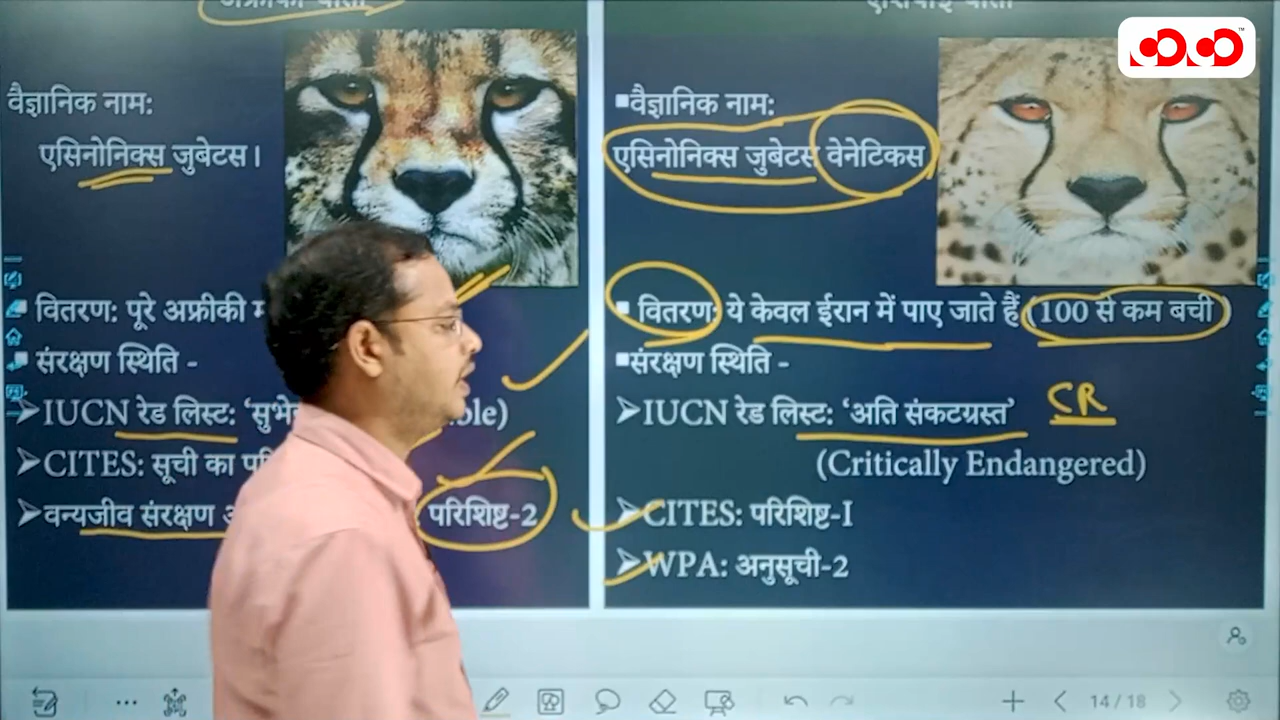 वैज्ञानिक नाम:
एसिनोनिक्स जुबेटस।
वितरण: पूरे अफ्रीकी
संरक्षण स्थिति -
IUCN रेड लिस्ट:
CITES: सूची का
वन्यजीव संरक्षण
परिशिष्ट-2
वैज्ञानिक नाम:
एसिनोनिक्स जुबेटस वेनेटिकस
वितरण: ये केवल ईरान में पाए जाते हैं (100 से कम बची)
संरक्षण स्थिति -
IUCN रेड लिस्ट: ‘अति संकटग्रस्त’ CR
(Critically Endangered)
CITES: परिशिष्ट-I
WPA: अनुसूची-2
14/18